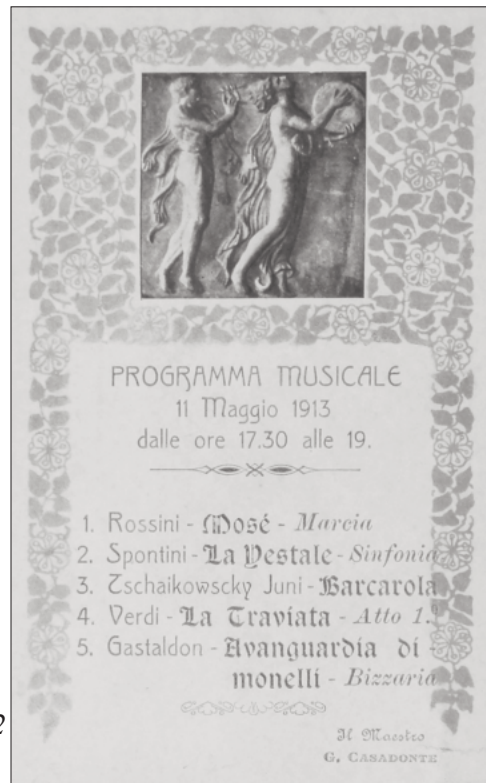 PROGRAMMA MUSICALE
11 Maggio 1913
dalle ore 17.30 alle 19.
1. Rossini - Mosé - Marcia
2. Spontini - La Vestale - Sinfonia
3. Tschaikowscky Juni - Barcarola
4. Verdi - La Traviata - Atto 1.º
5. Gastaldon - Avanguardia di
monelli - Bizzaria
Il Maestro
G. CASADONTE